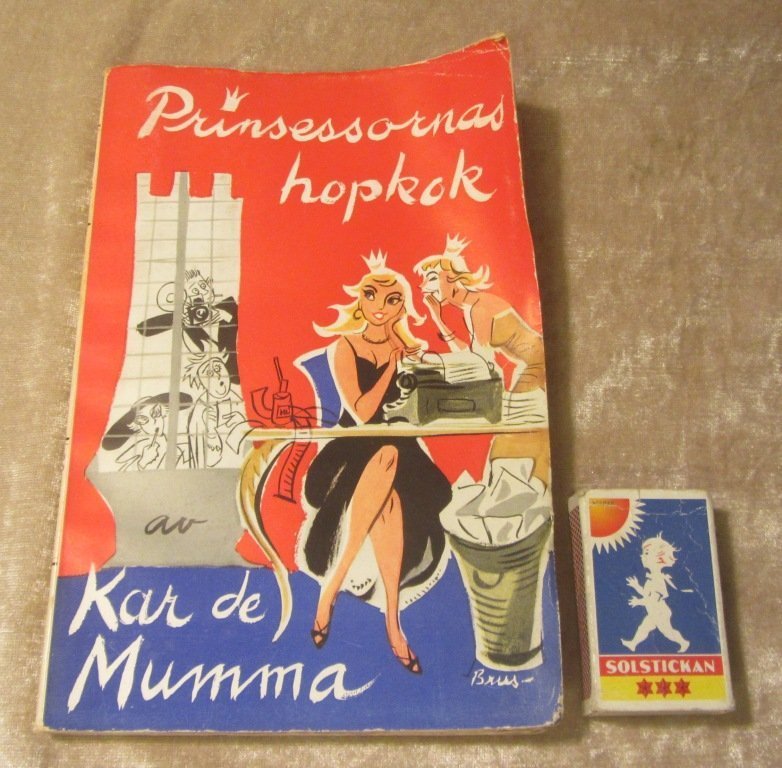 Prinsessornas
hopkok
av
Kar de
Mumma
Brus
SOLSTICKAN